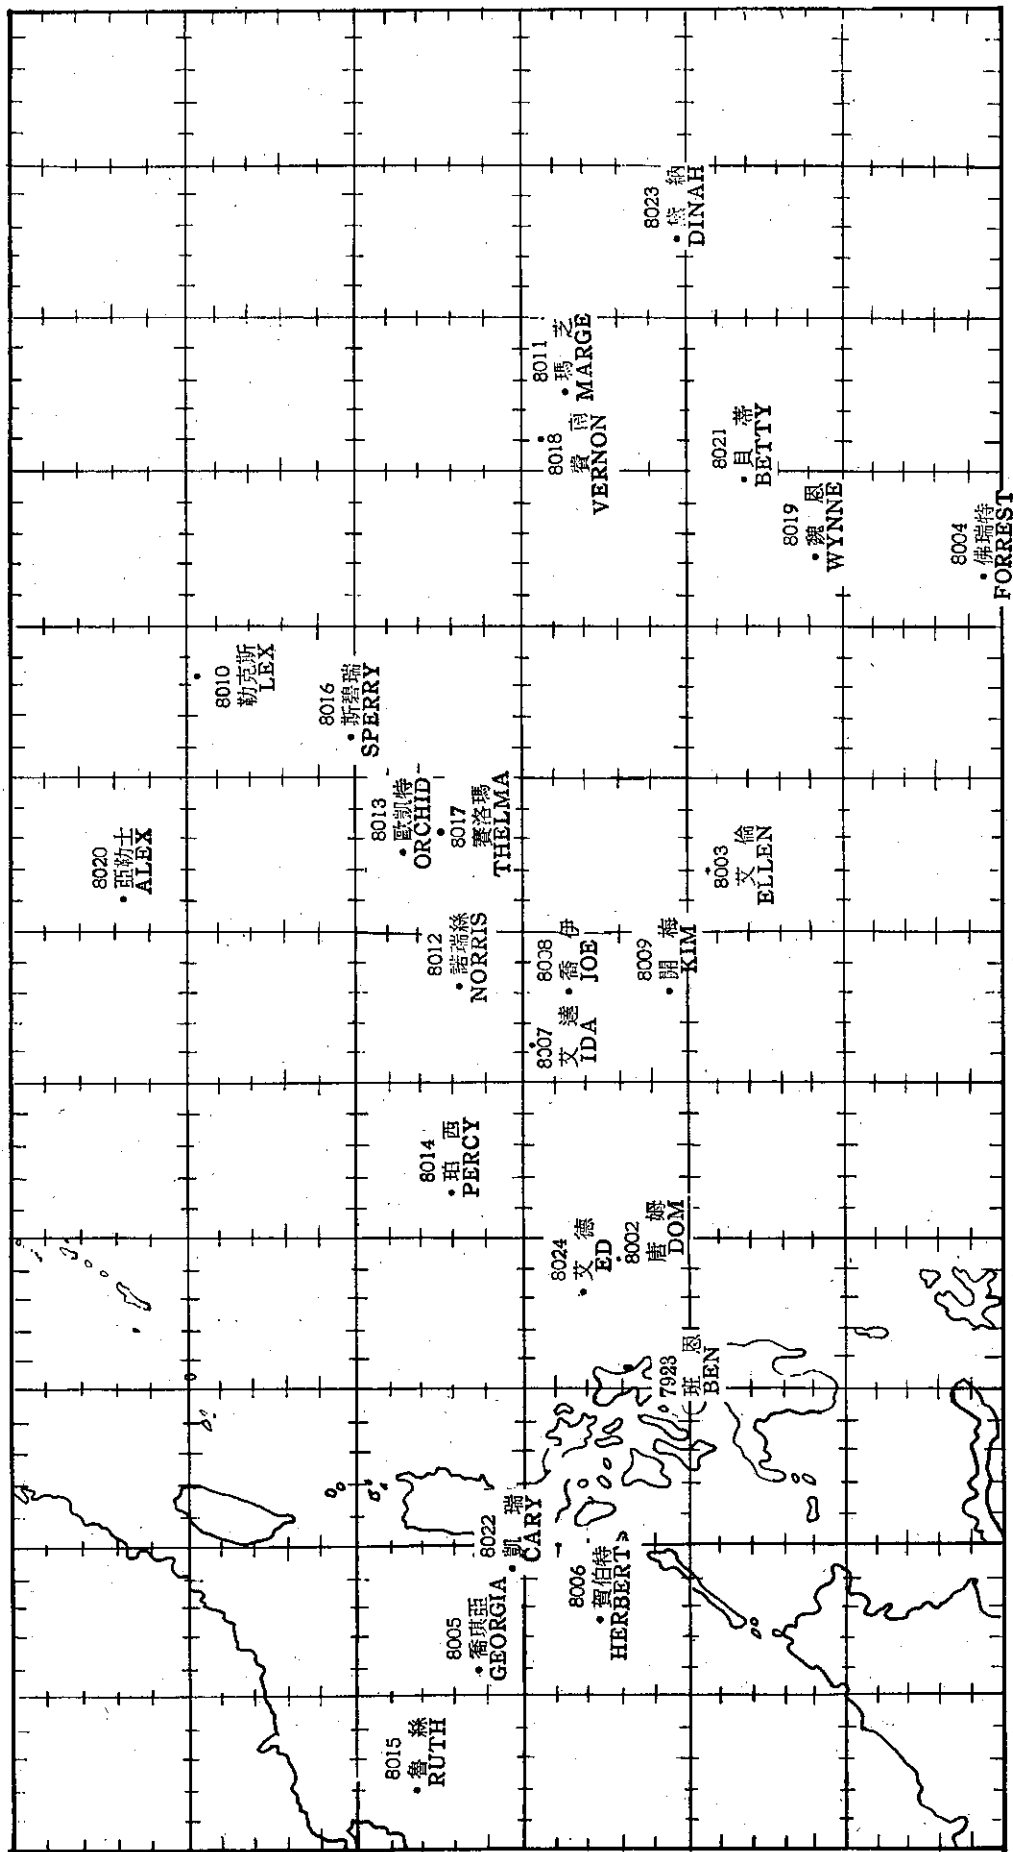 8020
亞勒士
ALEX
8010
勒克斯
LEX
8016
斯碧瑞
SPERRY
8013
歐凱特
ORCHID
8017
賽洛瑪
THELMA
8015
魯絲
RUTH
8005
喬琪亞
GEORGIA
8022
凱瑞
CARY
8014
珀西
PERCY
8012
諾瑞絲
NORRIS
8006
賀伯特
HERBERT
8024
艾德
ED
8002
唐姆
DOM
8007
艾達
IDA
8008
喬伊
JOE
8009
開梅
KIM
8018
費南
VERNON
8011
瑪芝
MARGE
8023
黛納
DINAH
7923
班恩
BEN
8003
艾倫
ELLEN
8021
貝蒂
BETTY
8019
魏恩
WYNNE
8004
佛瑞特
FORREST